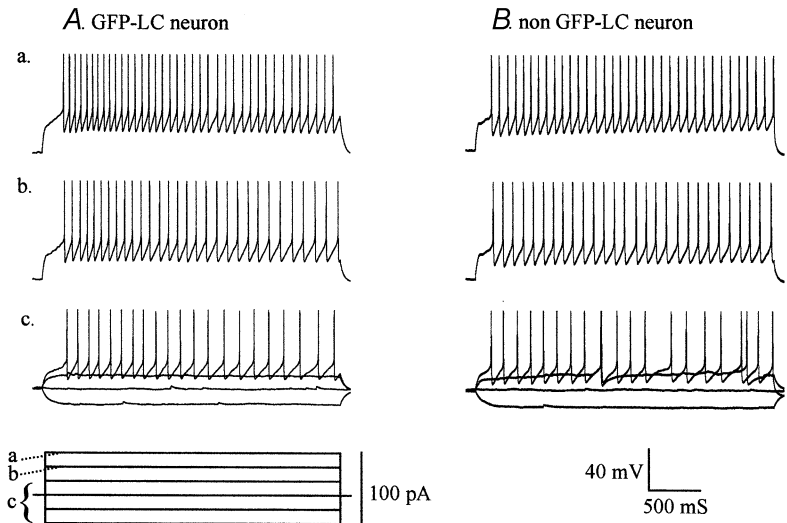 A. GFP-LC neuron
B. non GFP-LC neuron
a.
b.
c.
a
b
c
100 pA
40 mV
500 mS